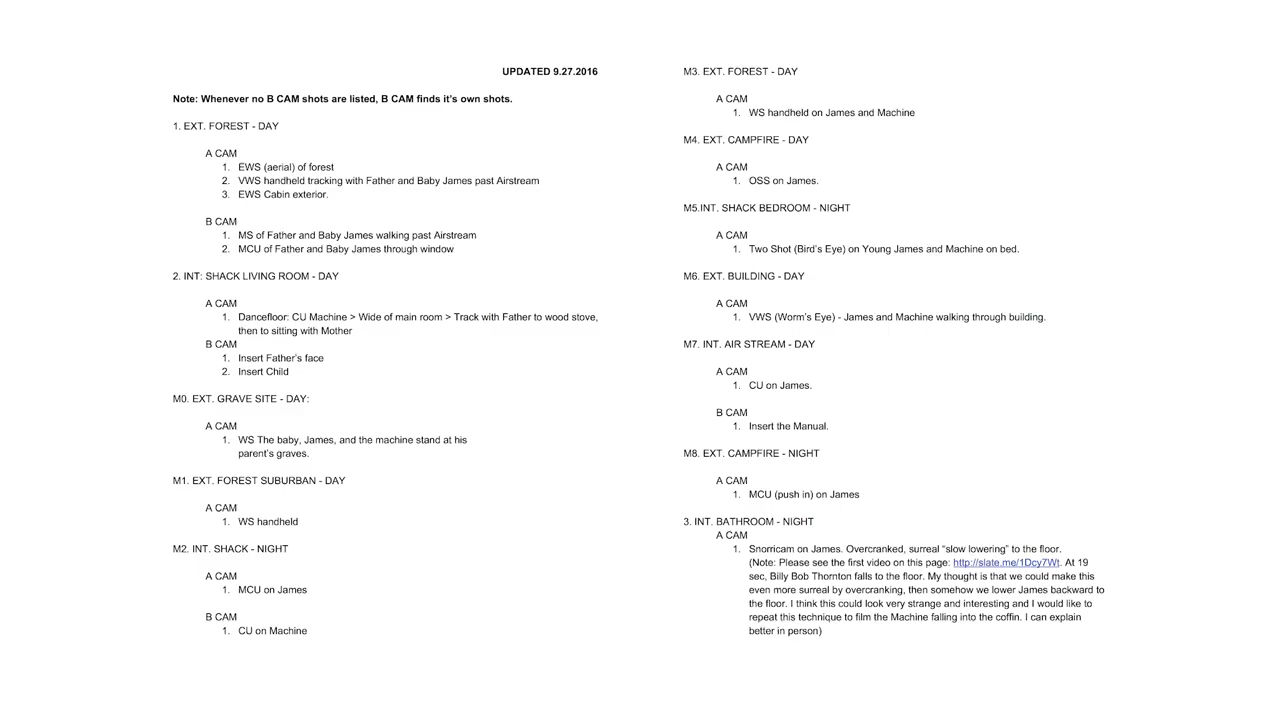 UPDATED 9.27.2016
Note: Whenever no B CAM shots are listed, B CAM finds it's own shots.
1. EXT. FOREST - DAY
A CAM
1. EWS (aerial) of forest
2. VWS handheld tracking with Father and Baby James past Airstream
3. EWS Cabin exterior.
B CAM
1. MS of Father and Baby James walking past Airstream
2. MCU of Father and Baby James through window
2. INT: SHACK LIVING ROOM - DAY
A CAM
1. Dancefloor: CU Machine > Wide of main room > Track with Father to wood stove,
then to sitting with Mother
B CAM
1. Insert Father's face
2. Insert Child
M0. EXT. GRAVE SITE - DAY:
A CAM
1. WS The baby, James, and the machine stand at his
parent's graves.
M1. EXT. FOREST SUBURBAN - DAY
A CAM
1. WS handheld
M2. INT. SHACK - NIGHT
A CAM
1. MCU on James
B CAM
1. CU on Machine
M3. EXT. FOREST - DAY
A CAM
1. WS handheld on James and Machine
M4. EXT. CAMPFIRE - DAY
A CAM
1. OSS on James.
M5.INT. SHACK BEDROOM - NIGHT
A CAM
1. Two Shot (Bird's Eye) on Young James and Machine on bed.
M6. EXT. BUILDING - DAY
A CAM
1. VWS (Worm's Eye) - James and Machine walking through building.
M7. INT. AIR STREAM - DAY
A CAM
1. CU on James.
B CAM
1. Insert the Manual.
M8. EXT. CAMPFIRE - NIGHT
A CAM
1. MCU (push in) on James
3. INT. BATHROOM - NIGHT
A CAM
1. Snorricam on James. Overcranked, surreal "slow lowering" to the floor.
(Note: Please see the first video on this page: http://slate.me/1Dcy7Wt. At 19
sec, Billy Bob Thornton falls to the floor. My thought is that we could make this
even more surreal by overcranking, then somehow we lower James backward to
the floor. I think this could look very strange and interesting and I would like to
repeat this technique to film the Machine falling into the coffin. I can explain
better in person)